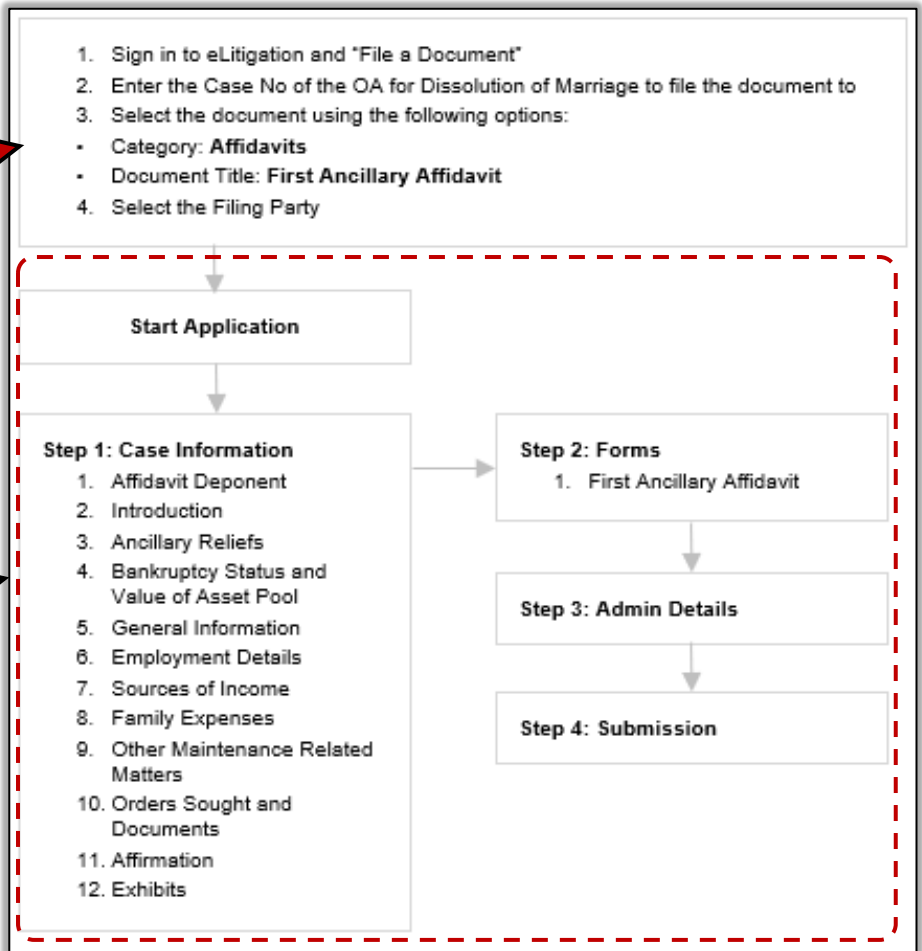 1. Sign in to eLitigation and "File a Document"
2. Enter the Case No of the OA for Dissolution of Marriage to file the document to
3. Select the document using the following options:
- Category: Affidavits
- Document Title: First Ancillary Affidavit
4. Select the Filing Party
Start Application
Step 1: Case Information
1. Affidavit Deponent
2. Introduction
3. Ancillary Reliefs
4. Bankruptcy Status and
Value of Asset Pool
5. General Information
6. Employment Details
7. Sources of Income
8. Family Expenses
9. Other Maintenance Related
Matters
10. Orders Sought and
Documents
11. Affirmation
12. Exhibits
Step 2: Forms
1. First Ancillary Affidavit
Step 3: Admin Details
Step 4: Submission